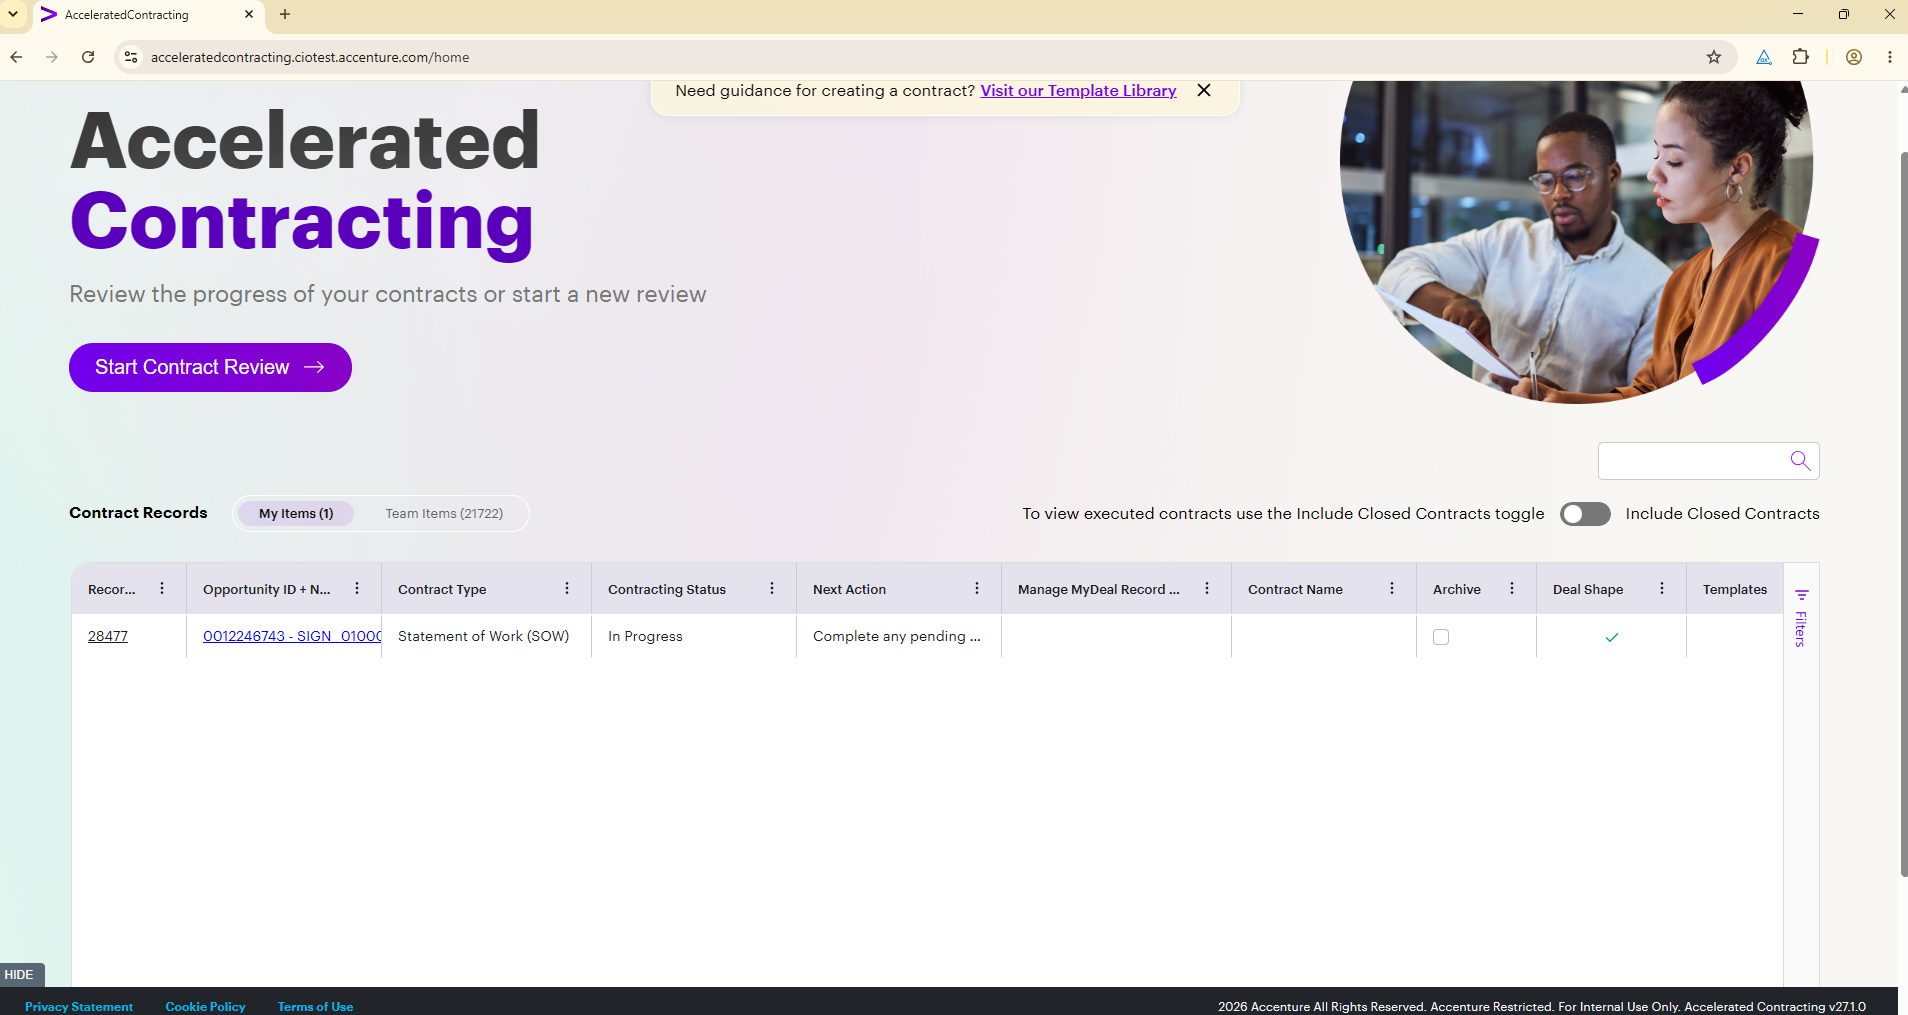 AcceleratedContracting
acceleratedcontracting.ciotest.accenture.com/home
Need guidance for creating a contract? Visit our Template Library
Accelerated
Contracting
Review the progress of your contracts or start a new review
Start Contract Review
Contract Records
My Items (1)
Team Items (21722)
To view executed contracts use the Include Closed Contracts toggle
Include Closed Contracts
Recor...
Opportunity ID + N...
Contract Type
Contracting Status
Next Action
Manage MyDeal Record ...
Contract Name
Archive
Deal Shape
Templates
Filters
28477
0012246743 - SIGN_0100
Statement of Work (SOW)
In Progress
Complete any pending ...
HIDE
Privacy Statement
Cookie Policy
Terms of Use
2026 Accenture All Rights Reserved. Accenture Restricted. For Internal Use Only. Accelerated Contracting v27.1.0